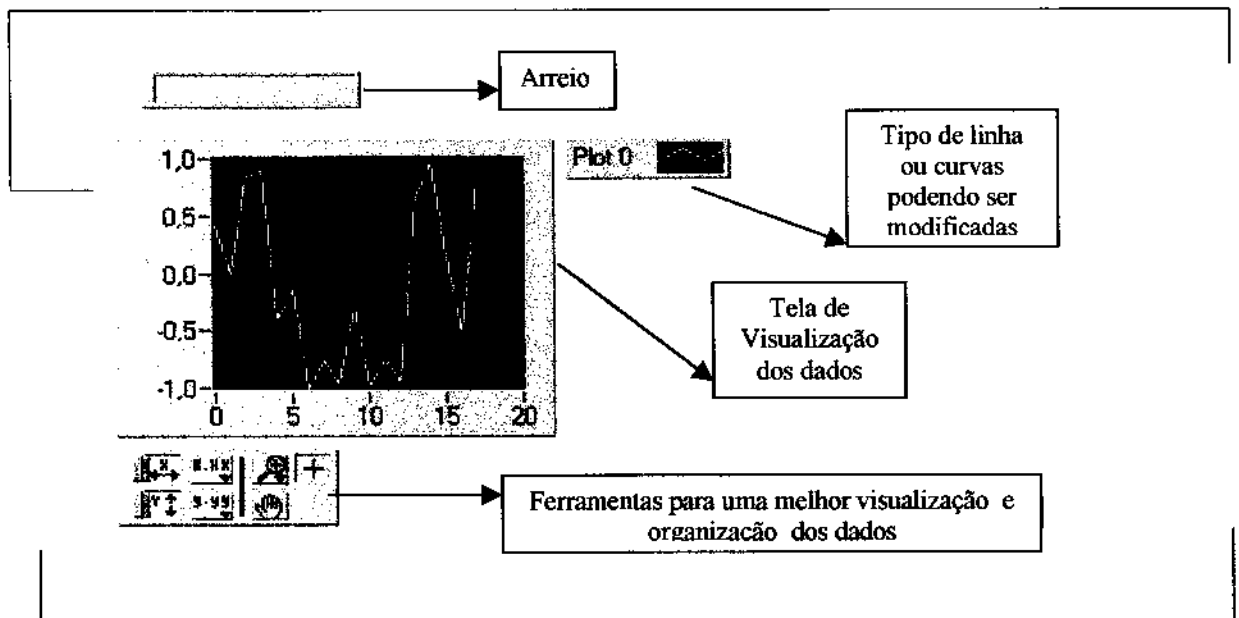 Arreio
Plot 0
Tipo de linha
ou curvas
podendo ser
modificadas
1,0
0,5
0,0
-0,5
-1,0
0 5 10 15 20
Tela de
Visualização
dos dados
Ferramentas para uma melhor visualização e
organização dos dados